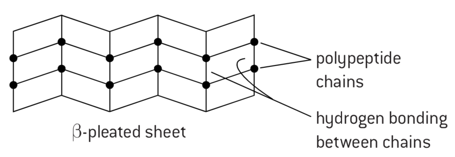 polypeptide
chains
hydrogen bonding
between chains
β-pleated sheet